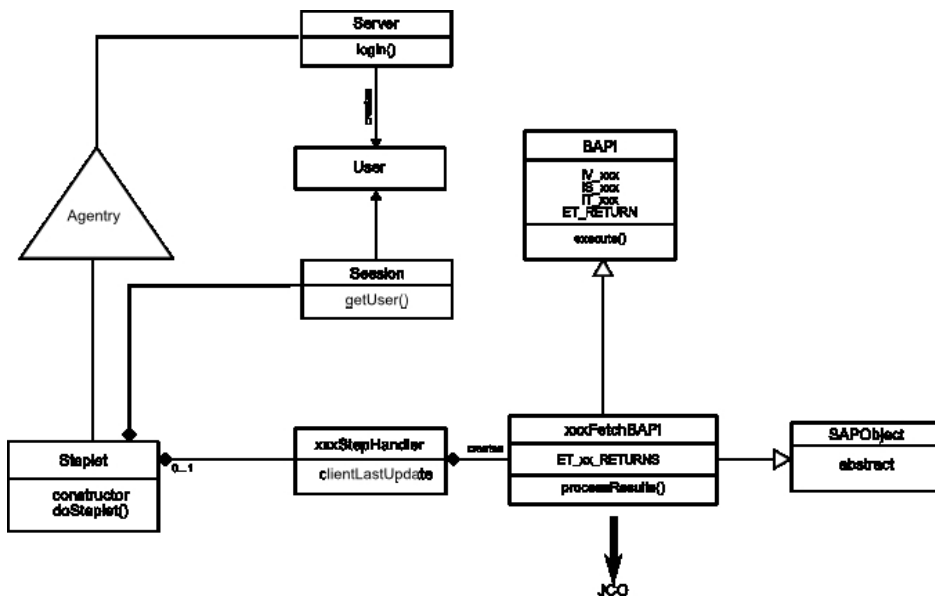 Server
login()
creates
User
Agentry
Session
getUser()
BAPI
IV_xxx
IS_xxx
IT_xxx
ET_RETURN
execute()
Steplet
constructor
doSteplet()
0...1
xxxStepHandler
clientLastUpdate
creates
xxxFetchBAPI
ET_xx_RETURNS
processResults()
SAPObject
abstract
JCO